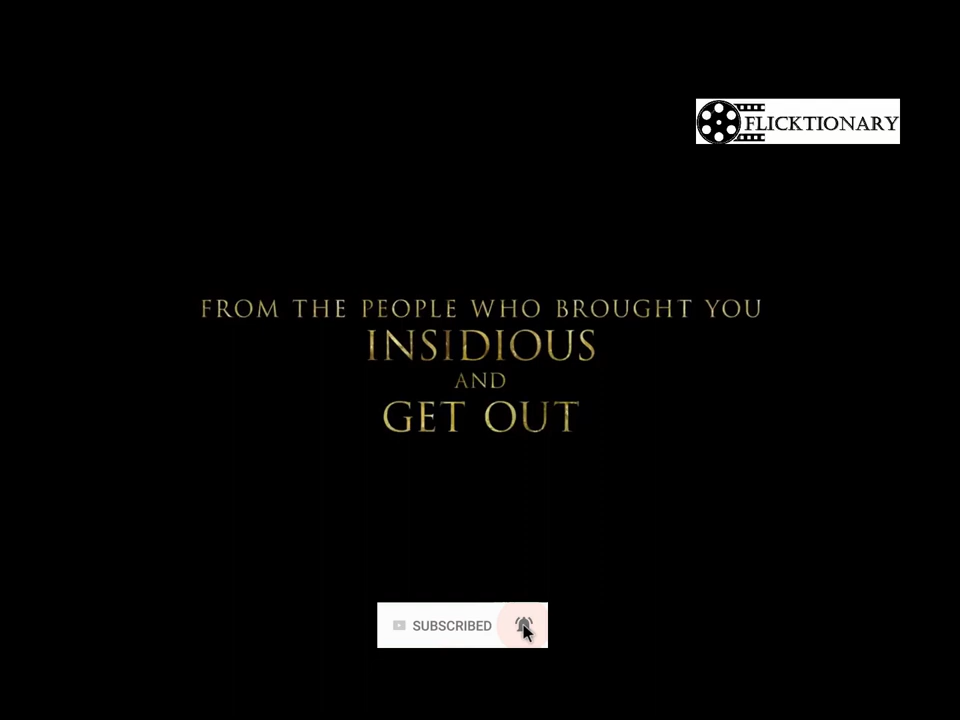 FLICKTIONARY
FROM THE PEOPLE WHO BROUGHT YOU
INSIDIOUS
AND
GET OUT
SUBSCRIBED